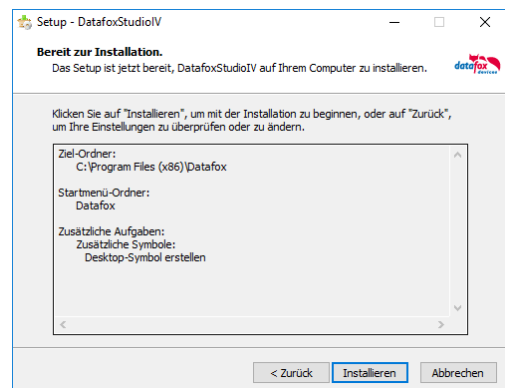 Setup - DatafoxStudioIV
Bereit zur Installation.
Das Setup ist jetzt bereit, DatafoxStudioIV auf Ihrem Computer zu installieren.
datafox
devices
Klicken Sie auf "Installieren", um mit der Installation zu beginnen, oder auf "Zurück",
um Ihre Einstellungen zu überprüfen oder zu ändern.
Ziel-Ordner:
C:\Program Files (x86)\Datafox
Startmenü-Ordner:
Datafox
Zusätzliche Aufgaben:
Zusätzliche Symbole:
Desktop-Symbol erstellen
< Zurück Installieren Abbrechen